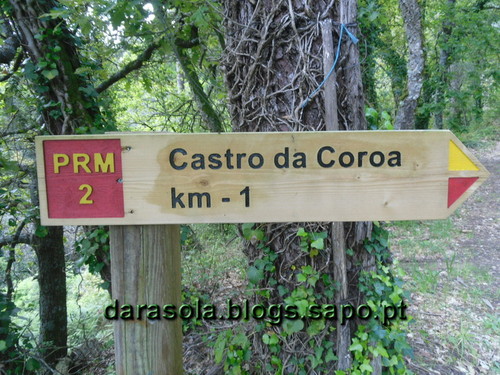 PRM
2
Castro da Coroa
km - 1
darasola.blogs.sapo.pt